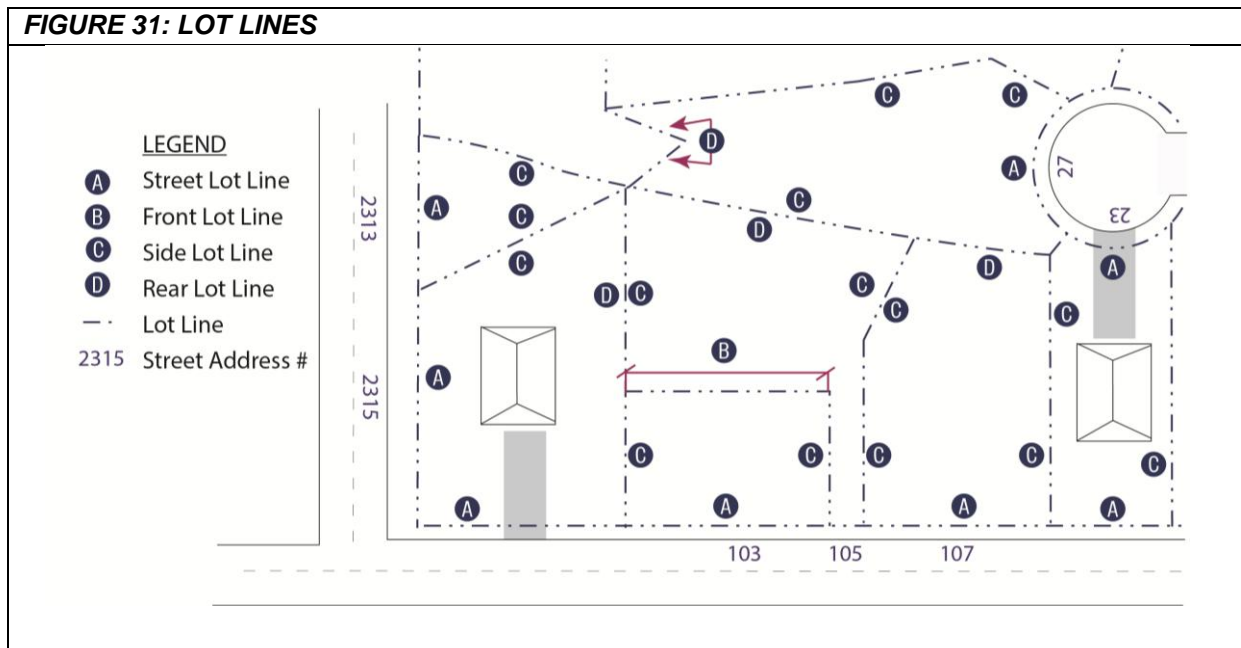 FIGURE 31: LOT LINES
LEGEND
A Street Lot Line
B Front Lot Line
C Side Lot Line
D Rear Lot Line
Lot Line
2315 Street Address #
C
C
D
A
27
C
A
C
2313
C
C
D
23
C
D
A
D
C
C
C
C
B
A
2315
C
C
C
C
C
A
A
A
A
103 105 107